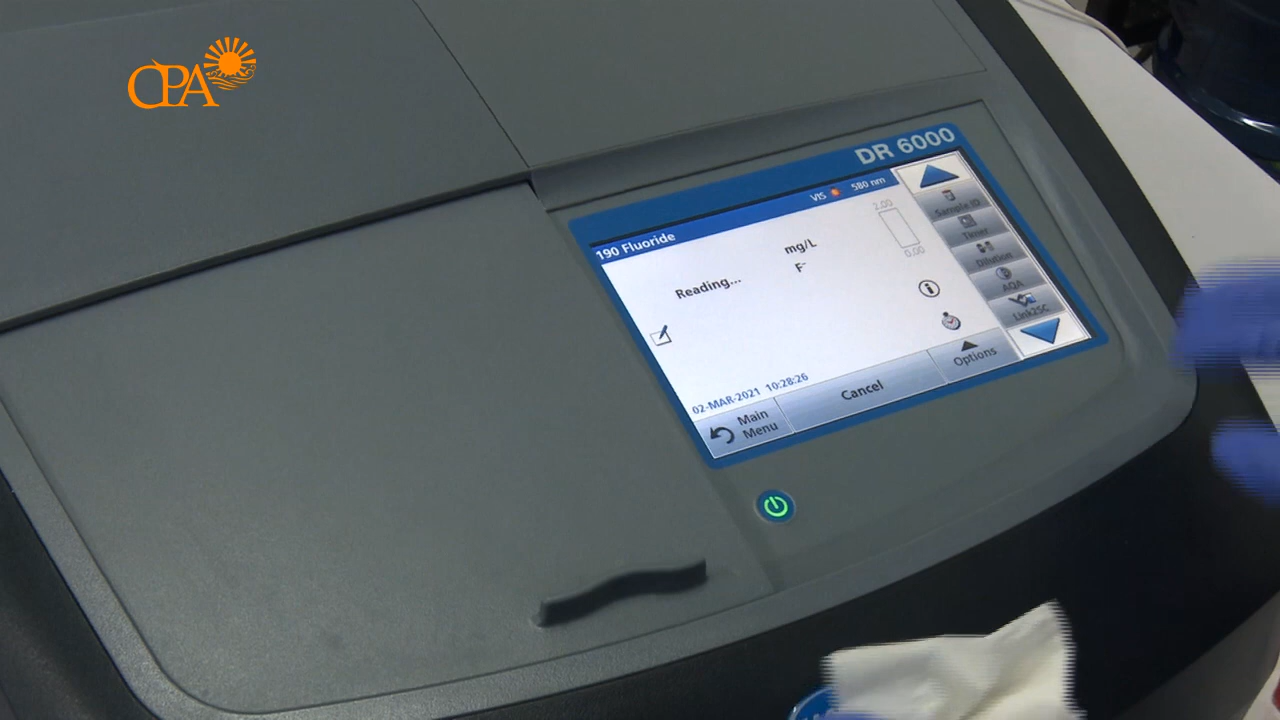 CPA
DR 6000
VIS 580 nm
190 Fluoride
2.00
mg/L
F-
0.00
Reading...
Sample ID
Timer
Dilution
AQA
Link2SC
Options
02-MAR-2021 10:28:26
Cancel
Main
Menu